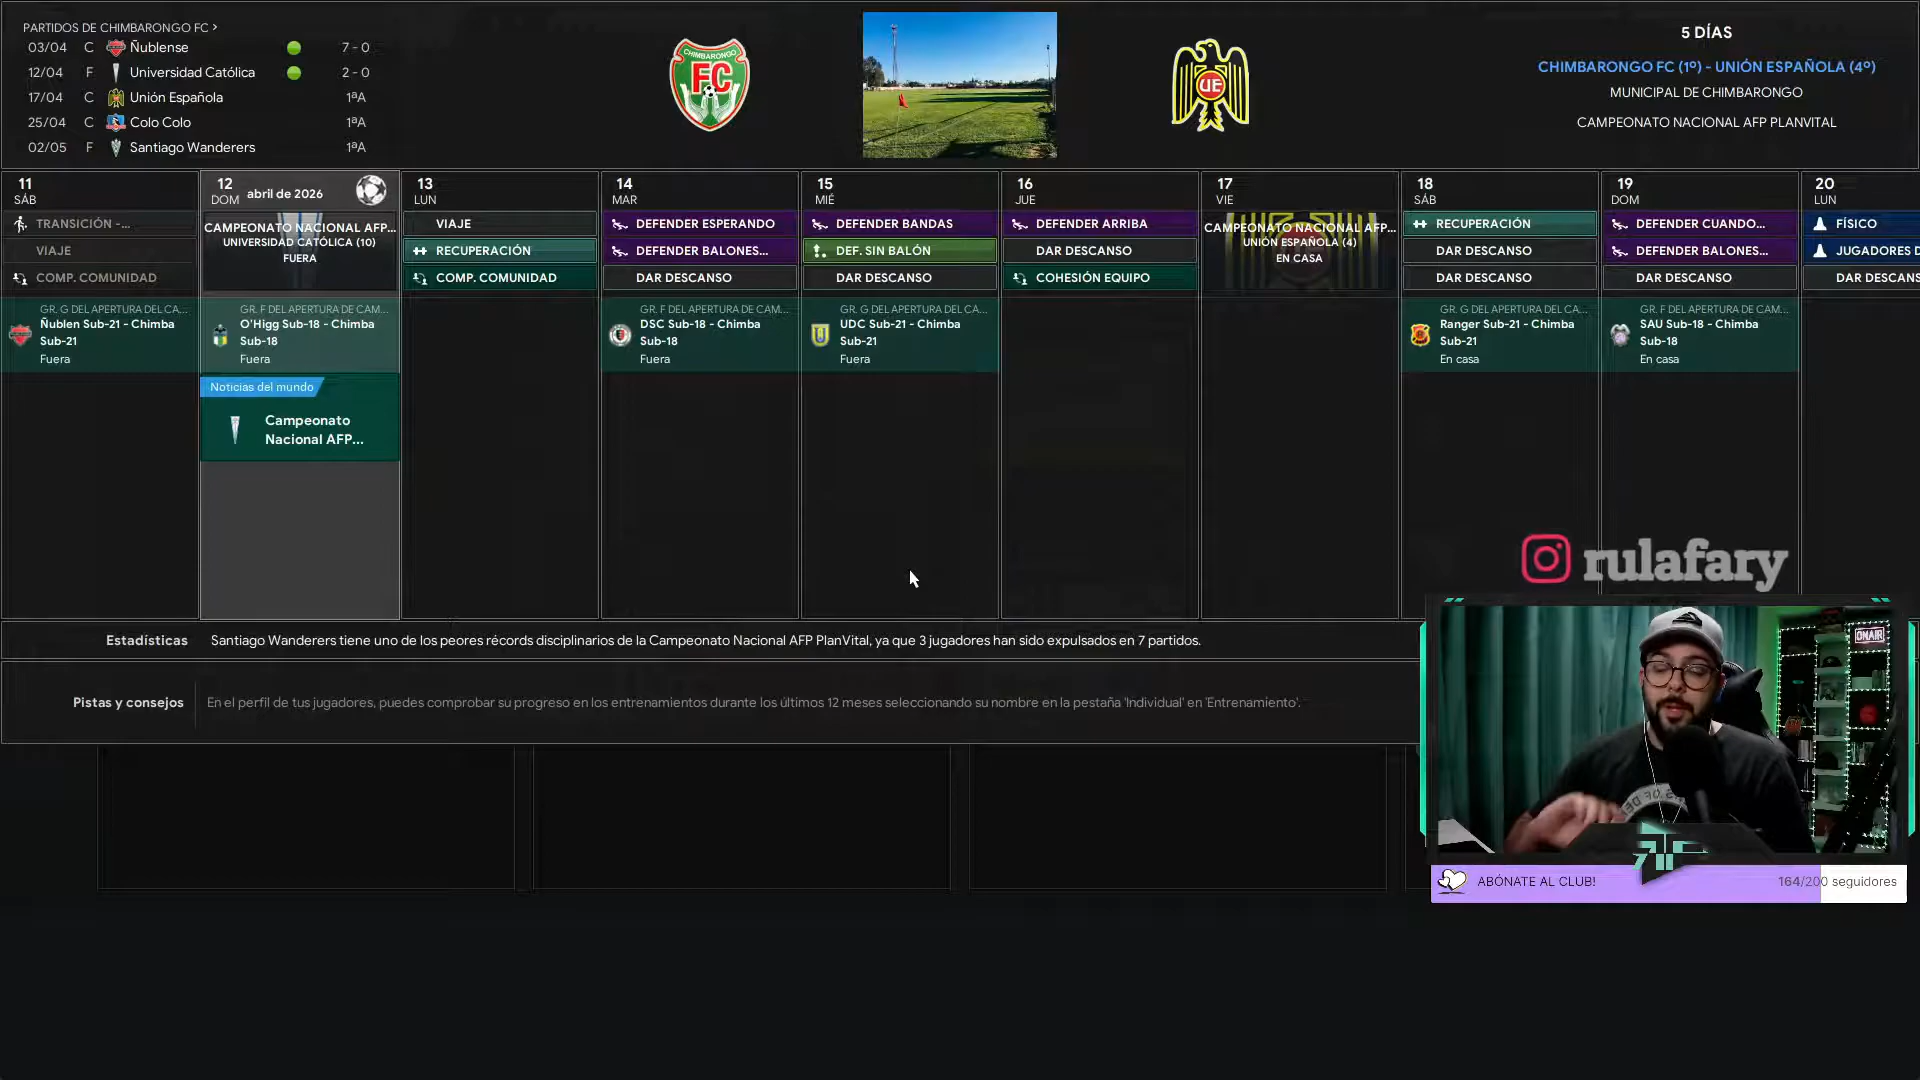 PARTIDOS DE CHIMBARONGO FC >
03/04 C Ñublense 7 - 0
12/04 F Universidad Católica 2 - 0
17/04 C Unión Española 1ªA
25/04 C Colo Colo 1ªA
02/05 F Santiago Wanderers 1ªA
CHIMBARONGO
FC
UE
5 DÍAS
CHIMBARONGO FC (1º) - UNIÓN ESPAÑOLA (4º)
MUNICIPAL DE CHIMBARONGO
CAMPEONATO NACIONAL AFP PLANVITAL
11
SÁB
TRANSICIÓN -...
VIAJE
COMP. COMUNIDAD
GR. G DEL APERTURA DEL CA...
Ñublen Sub-21 - Chimba
Sub-21
Fuera
12
DOM abril de 2026
CAMPEONATO NACIONAL AFP...
UNIVERSIDAD CATÓLICA (10)
FUERA
GR. F DEL APERTURA DE CAM...
O'Higg Sub-18 - Chimba
Sub-18
Fuera
Noticias del mundo
Campeonato
Nacional AFP...
13
LUN
VIAJE
RECUPERACIÓN
COMP. COMUNIDAD
14
MAR
DEFENDER ESPERANDO
DEFENDER BALONES...
DAR DESCANSO
GR. F DEL APERTURA DE CAM...
DSC Sub-18 - Chimba
Sub-18
Fuera
15
MIÉ
DEFENDER BANDAS
DEF. SIN BALÓN
DAR DESCANSO
GR. G DEL APERTURA DEL CA...
UDC Sub-21 - Chimba
Sub-21
Fuera
16
JUE
DEFENDER ARRIBA
DAR DESCANSO
COHESIÓN EQUIPO
17
VIE
CAMPEONATO NACIONAL AFP...
UNIÓN ESPAÑOLA (4)
EN CASA
18
SÁB
RECUPERACIÓN
DAR DESCANSO
DAR DESCANSO
GR. G DEL APERTURA DEL CA...
Ranger Sub-21 - Chimba
Sub-21
En casa
19
DOM
DEFENDER CUANDO...
DEFENDER BALONES...
DAR DESCANSO
GR. F DEL APERTURA DE CAM...
SAU Sub-18 - Chimba
Sub-18
En casa
20
LUN
FÍSICO
JUGADORES D
DAR DESCANS
rulafary
Estadísticas Santiago Wanderers tiene uno de los peores récords disciplinarios de la Campeonato Nacional AFP PlanVital, ya que 3 jugadores han sido expulsados en 7 partidos.
Pistas y consejos En el perfil de tus jugadores, puedes comprobar su progreso en los entrenamientos durante los últimos 12 meses seleccionando su nombre en la pestaña 'Individual' en 'Entrenamiento'.
ON AIR
ABÓNATE AL CLUB! 164/200 seguidores